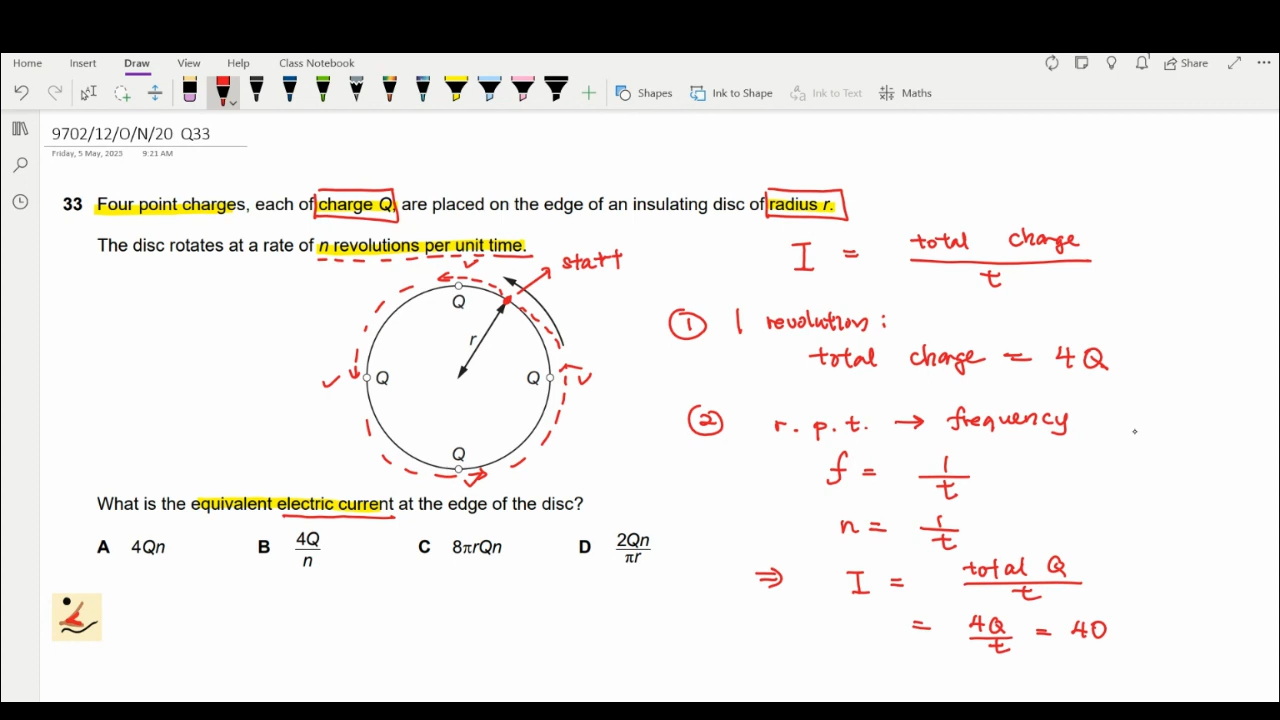 Home Insert Draw View Help Class Notebook Share
Shapes Ink to Shape Ink to Text Maths
9702/12/O/N/20 Q33
Friday, 5 May, 2023 9:21 AM
33 Four point charges, each of charge Q, are placed on the edge of an insulating disc of radius r.
The disc rotates at a rate of n revolutions per unit time.
start
Q
r
Q
Q
Q
What is the equivalent electric current at the edge of the disc?
A 4Qn B 4Q/n C 8πrQn D 2Qn/πr
I = total charge / t
① 1 revolution:
total charge = 4Q
② r.p.t. → frequency
f = 1/t
n = 1/t
⇒ I = total Q / t
= 4Q/t = 4O